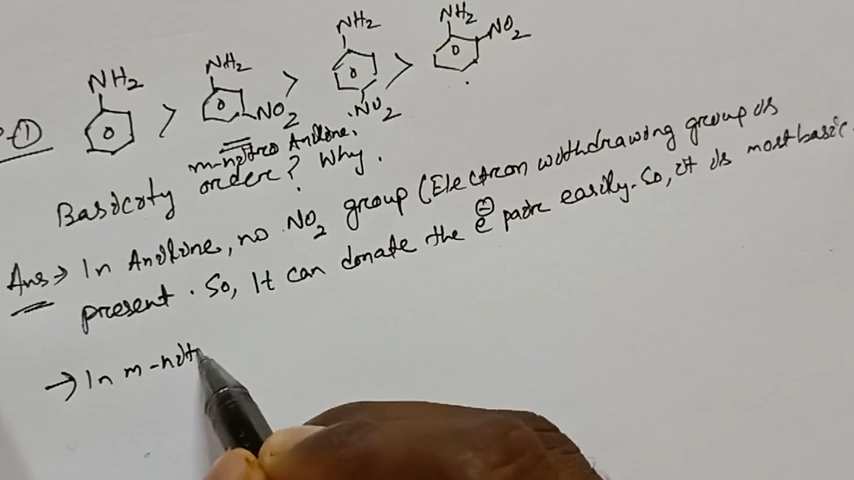 -①
NH2 > NH2 NO2 > NH2 NO2 > NH2 NO2
m-nitro Aniline.
Basicity order? Why.
Ans → In Aniline, no NO2 group (Electron withdrawing group is
present. So, It can donate the e⊖ pair easily. So, it is most basic.
→ In m-nit